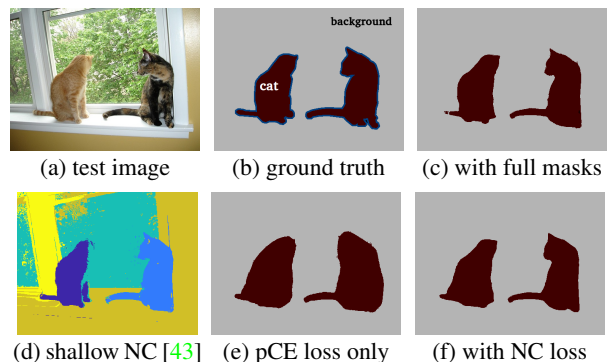 background
cat
(a) test image (b) ground truth (c) with full masks
(d) shallow NC [43] (e) pCE loss only (f) with NC loss